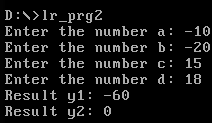 D:\>lr_prg2
Enter the number a: -10
Enter the number b: -20
Enter the number c: 15
Enter the number d: 18
Result y1: -60
Result y2: 0